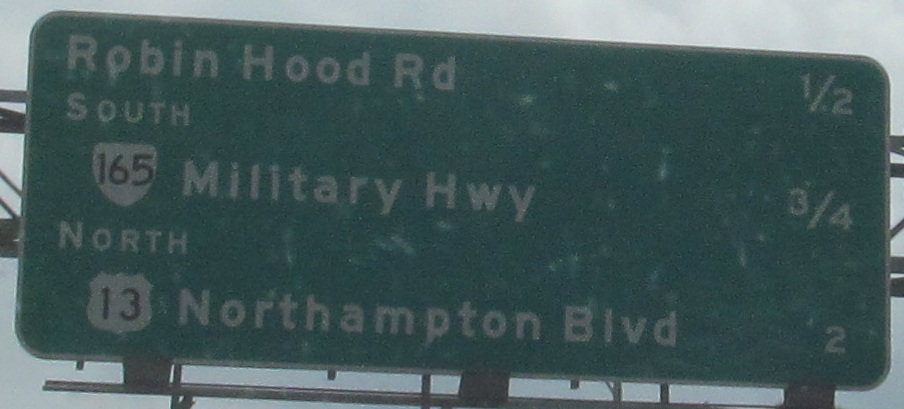 Robin Hood Rd 1/2
SOUTH
165 Military Hwy 3/4
NORTH
13 Northampton Blvd 2